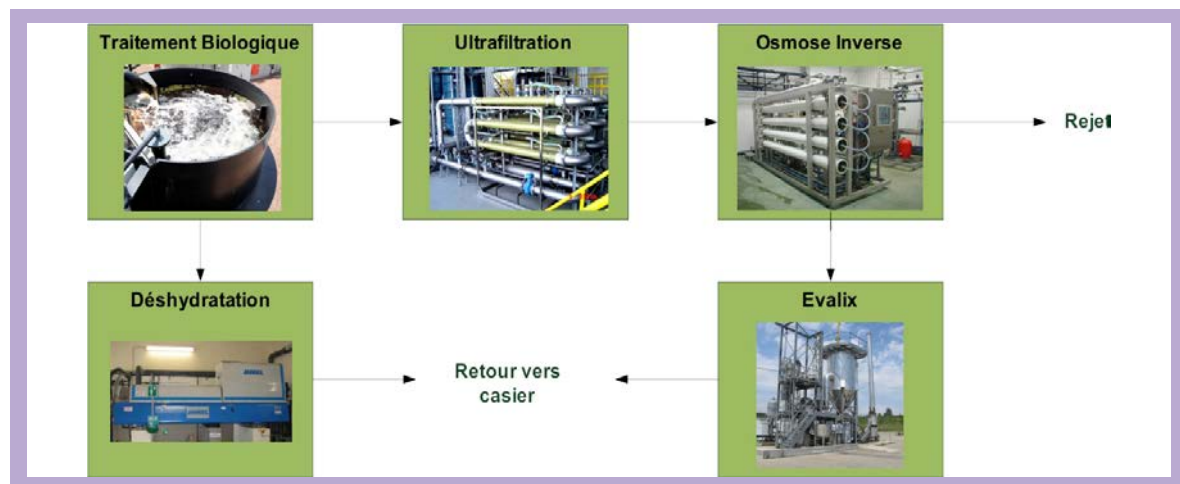 Traitement Biologique
Ultrafiltration
Osmose Inverse
Rejet
Déshydratation
Evalix
Retour vers
casier